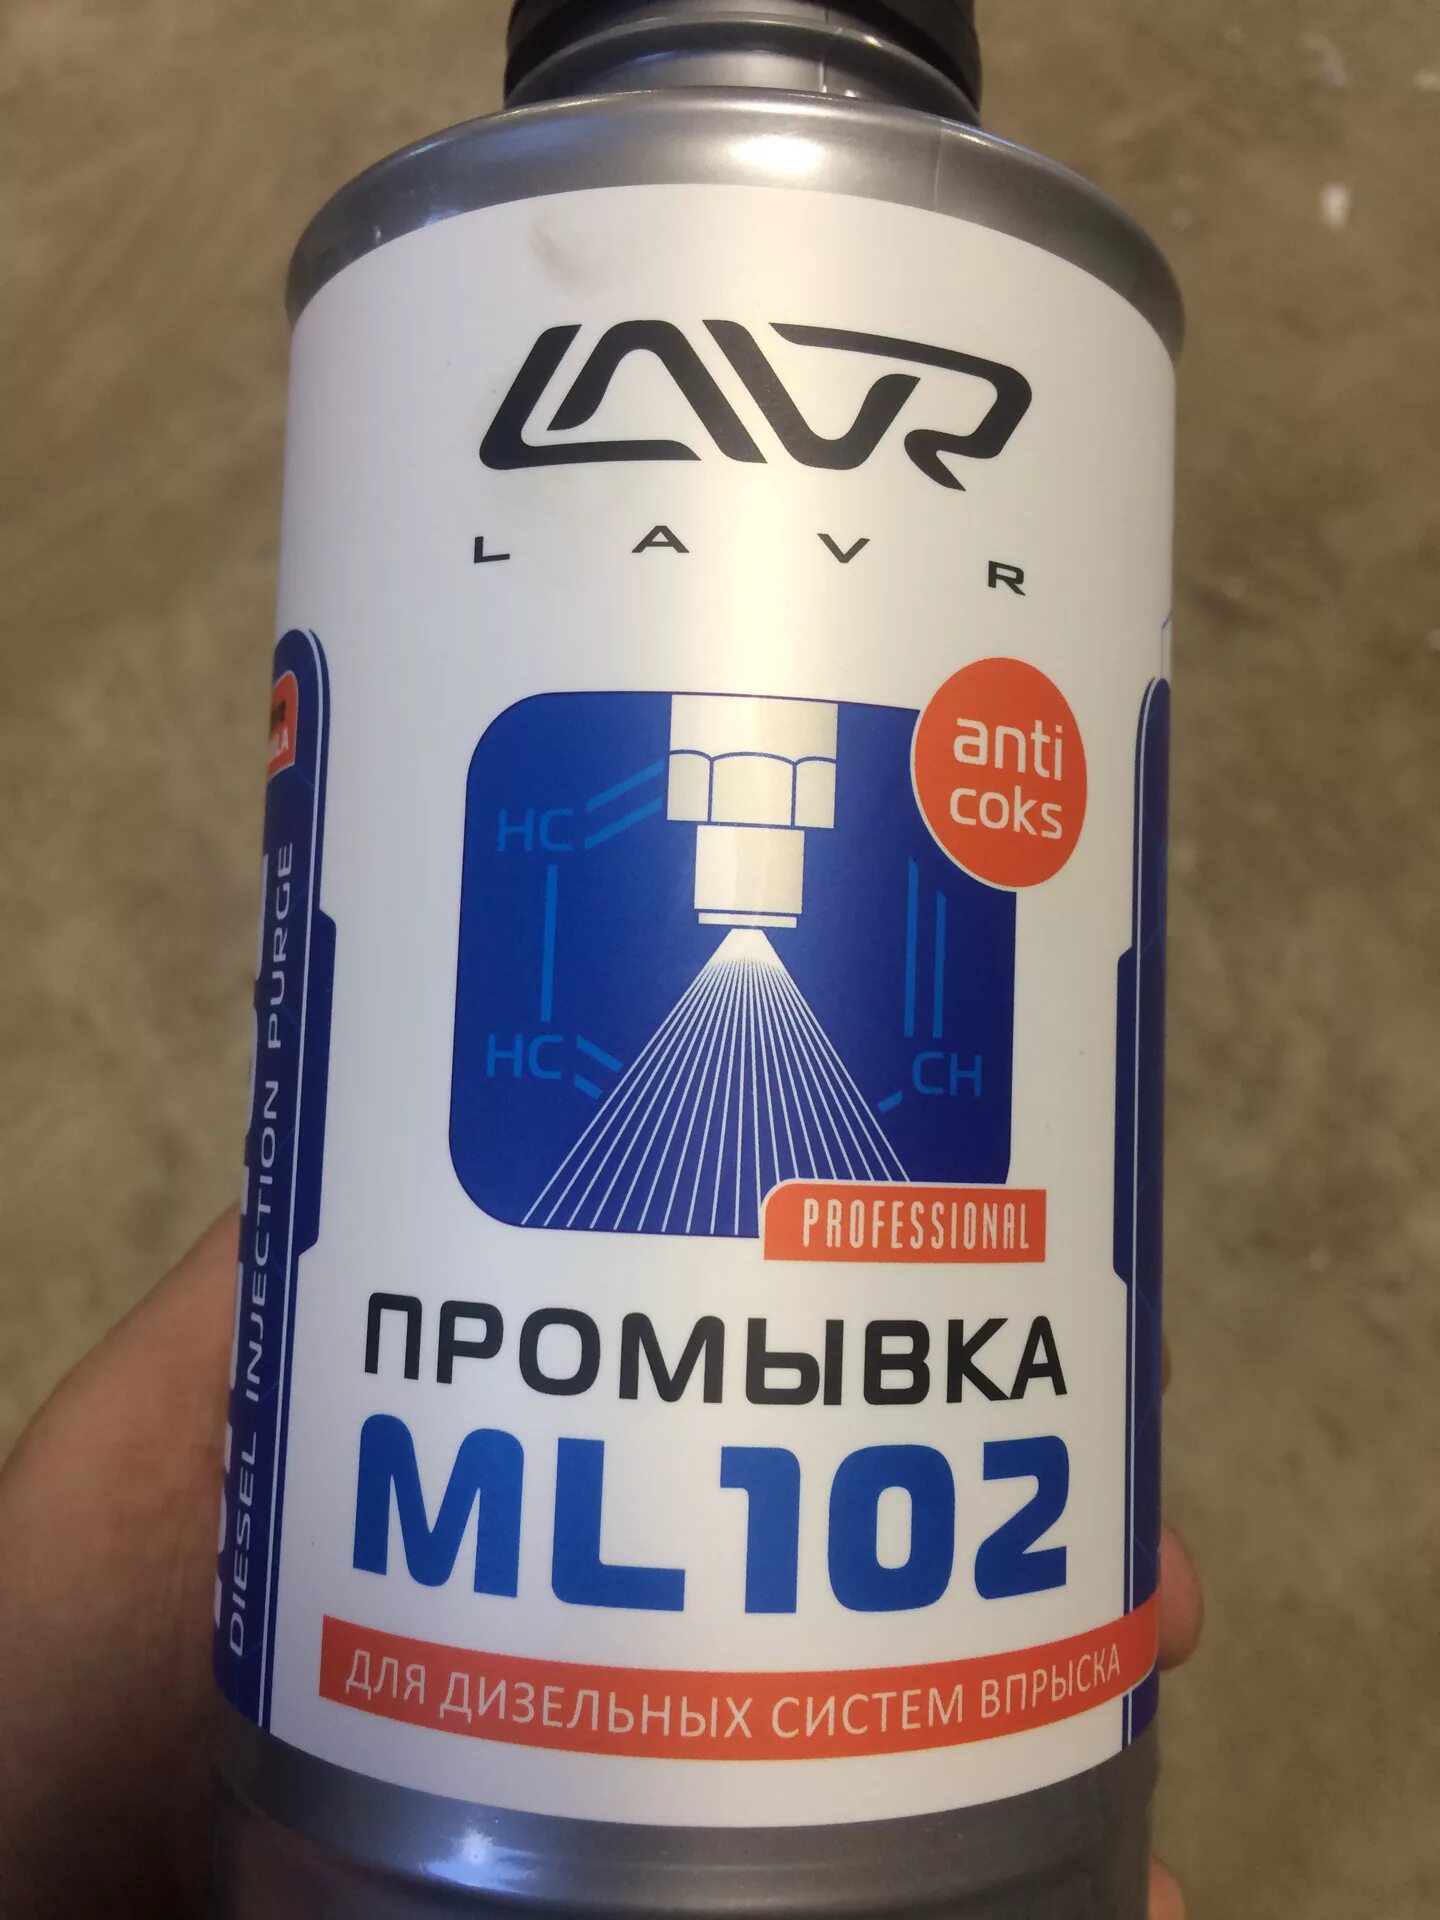 LAVR
L A V R
anti
coks
HC
HC
CH
PROFESSIONAL
ПРОМЫВКА
ML102
ДЛЯ ДИЗЕЛЬНЫХ СИСТЕМ ВПРЫСКА
DIESEL INJECTION PURGE